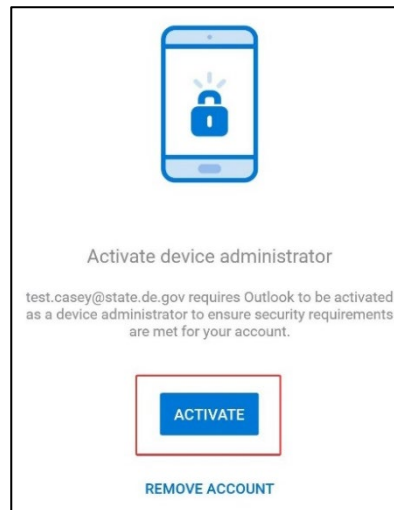 Activate device administrator
test.casey@state.de.gov requires Outlook to be activated
as a device administrator to ensure security requirements
are met for your account.
ACTIVATE
REMOVE ACCOUNT